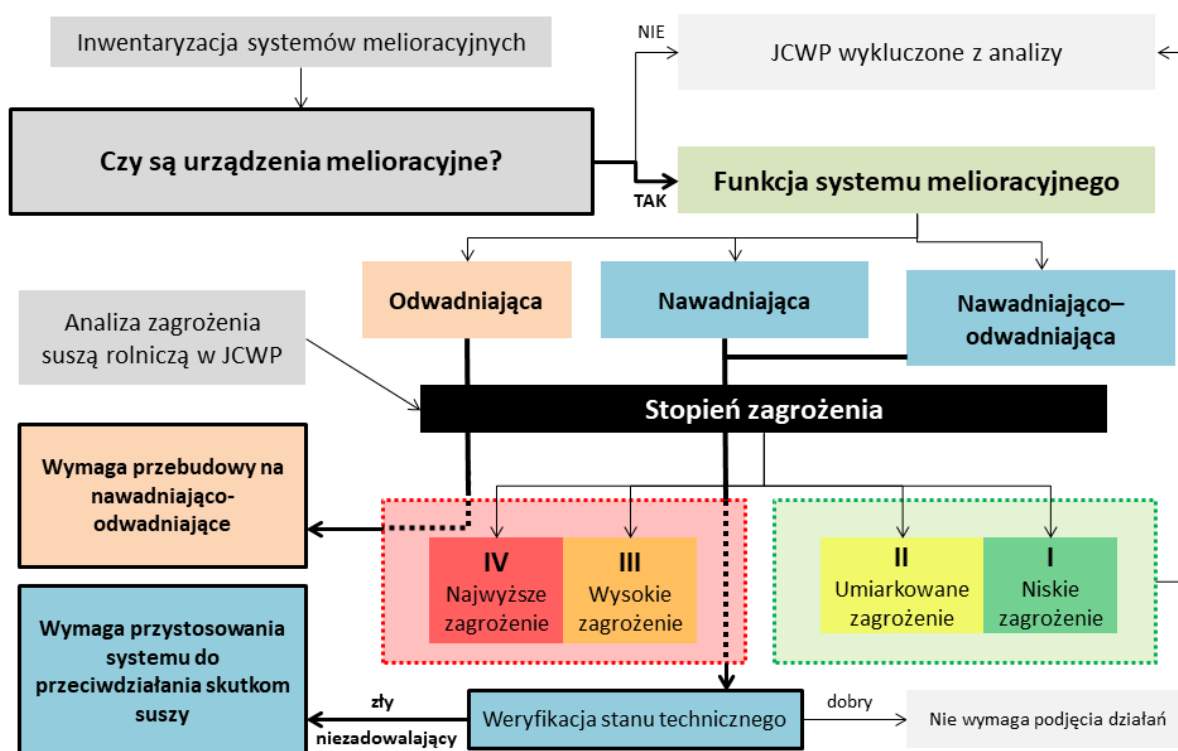 Inwentaryzacja systemów melioracyjnych
NIE
JCWP wykluczone z analizy
Czy są urządzenia melioracyjne?
TAK
Funkcja systemu melioracyjnego
Odwadniająca
Nawadniająca
Nawadniająco–
odwadniająca
Analiza zagrożenia
suszą rolniczą w JCWP
Stopień zagrożenia
Wymaga przebudowy na
nawadniająco-
odwadniające
IV
Najwyższe
zagrożenie
III
Wysokie
zagrożenie
II
Umiarkowane
zagrożenie
I
Niskie
zagrożenie
Wymaga przystosowania
systemu do
przeciwdziałania skutkom
suszy
zły
niezadowalający
Weryfikacja stanu technicznego
dobry
Nie wymaga podjęcia działań